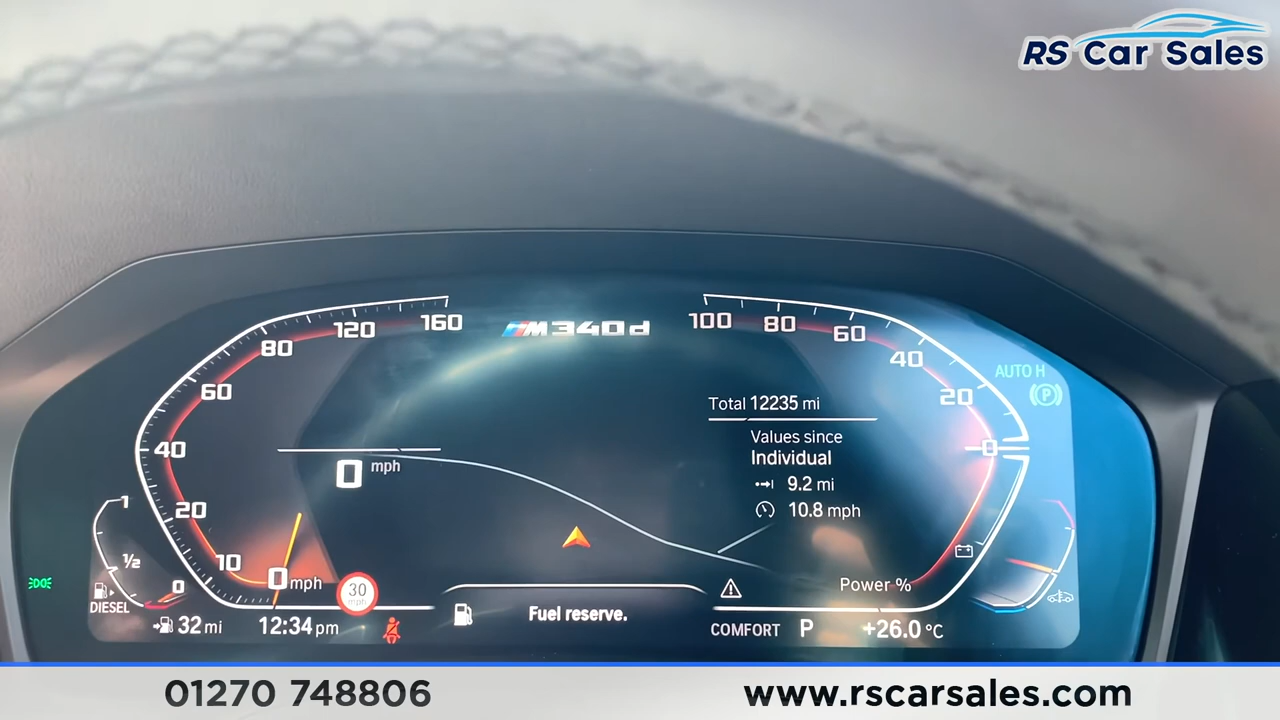 RS Car Sales
M340d
160
120
80
60
40
20
10
0 mph
100
80
60
40
20
0
Power %
AUTO H
P
Total 12235 mi
Values since
Individual
9.2 mi
10.8 mph
0 mph
1
½
0
DIESEL
30
mph
32 mi
12:34 pm
Fuel reserve.
COMFORT P
+26.0 °C
01270 748806
www.rscarsales.com